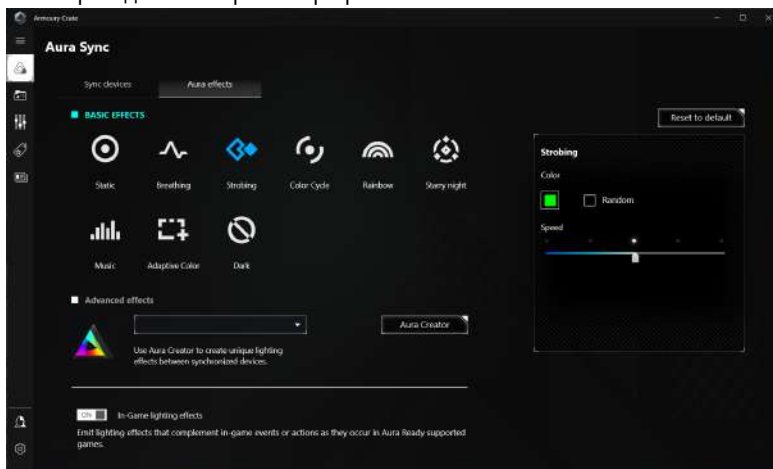 Armoury Crate
Aura Sync
Sync devices
Aura effects
BASIC EFFECTS
Reset to default
Static
Breathing
Strobing
Color Cycle
Rainbow
Starry night
Music
Adaptive Color
Dark
Strobing
Color
Random
Speed
Advanced effects
Aura Creator
Use Aura Creator to create unique lighting
effects between synchronized devices.
ON
In-Game lighting effects
Emit lighting effects that complement in-game events or actions as they occur in Aura Ready supported
games.